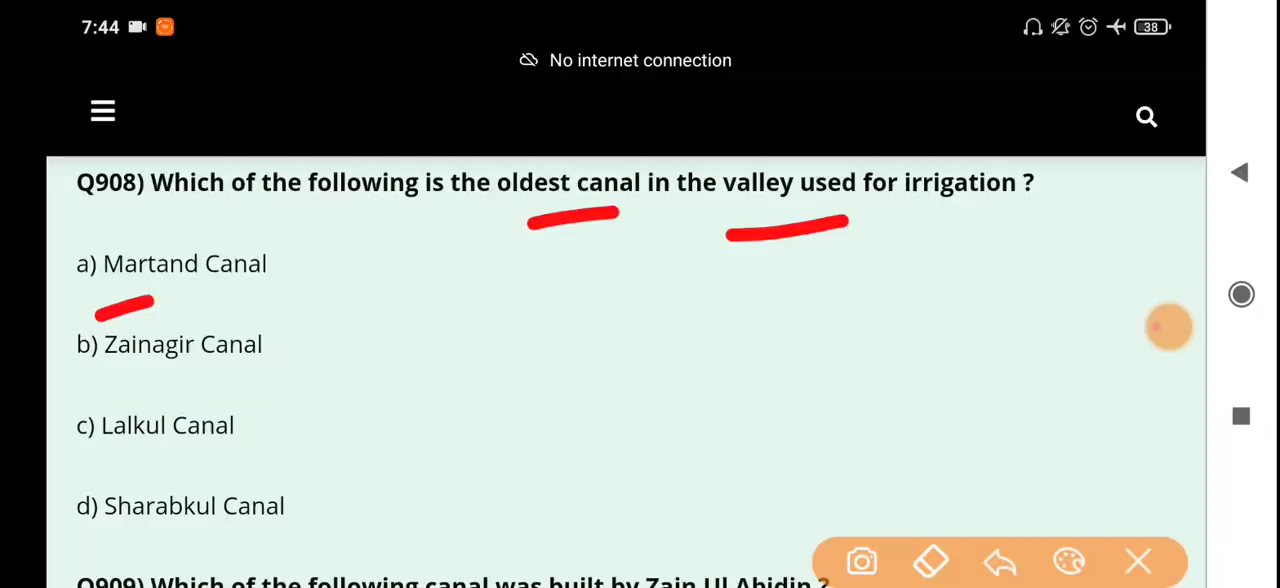 7:44
38
No internet connection
Q908) Which of the following is the oldest canal in the valley used for irrigation ?
a) Martand Canal
b) Zainagir Canal
c) Lalkul Canal
d) Sharabkul Canal
Q909) Which of the following canal was built by Zain Ul Abidin ?